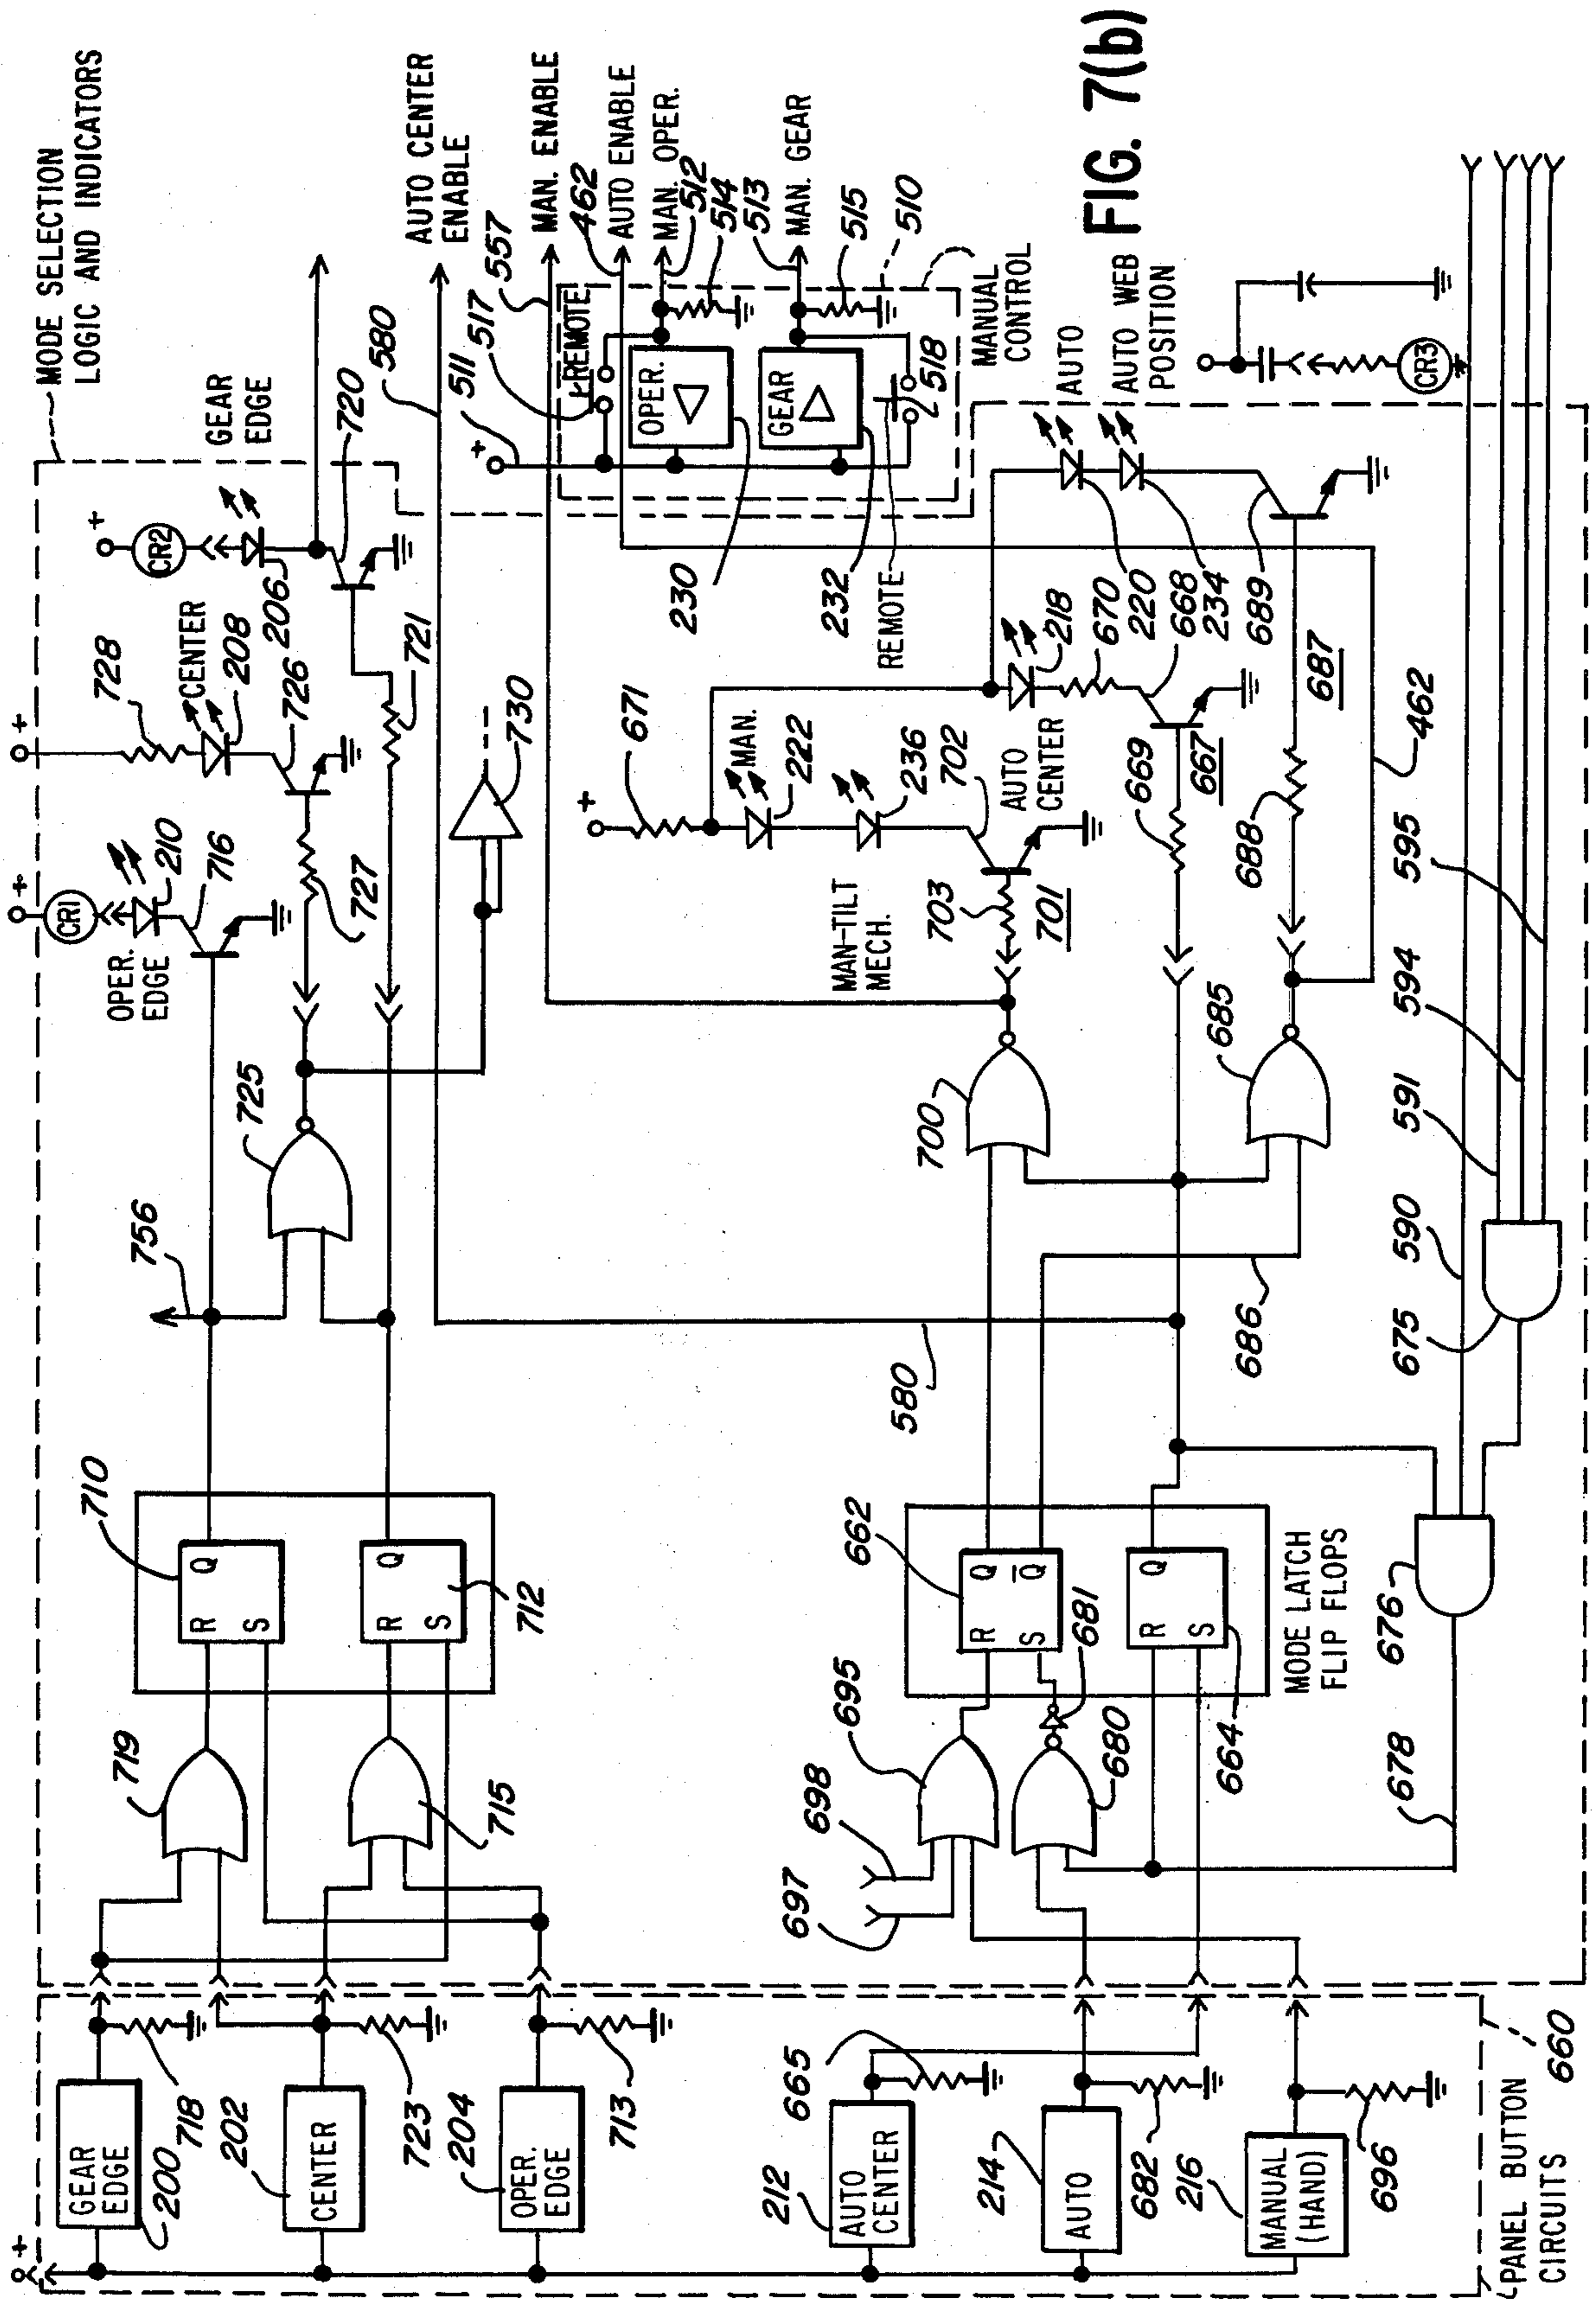 MODE SELECTION
LOGIC AND INDICATORS
AUTO CENTER
ENABLE
MAN. ENABLE
462
AUTO ENABLE
MAN. OPER.
512
514
513
MAN. GEAR
515
510
MANUAL
CONTROL
FIG. 7(b)
GEAR
EDGE
720
580
511
517
557
REMOTE
OPER.
GEAR
518
230
232
REMOTE
AUTO
AUTO WEB
POSITION
CR3
+
CR2
206
728
CENTER
208
726
721
730
+
+
CR1
210
716
OPER.
EDGE
727
+
671
MAN.
222
236
702
AUTO
CENTER
218
670
220
668
234
689
687
669
667
688
462
703
701
MAN-TILT
MECH.
756
725
700
685
595
594
591
590
675
686
580
710
Q
R
S
Q
R
S
712
719
715
662
Q
Q̅
R
S
681
Q
R
S
664
MODE LATCH
FLIP FLOPS
676
678
695
698
697
680
+
GEAR
EDGE
200
718
CENTER
202
723
OPER.
EDGE
204
713
AUTO
CENTER
212
665
AUTO
214
682
MANUAL
(HAND)
216
696
PANEL BUTTON
CIRCUITS
660
+